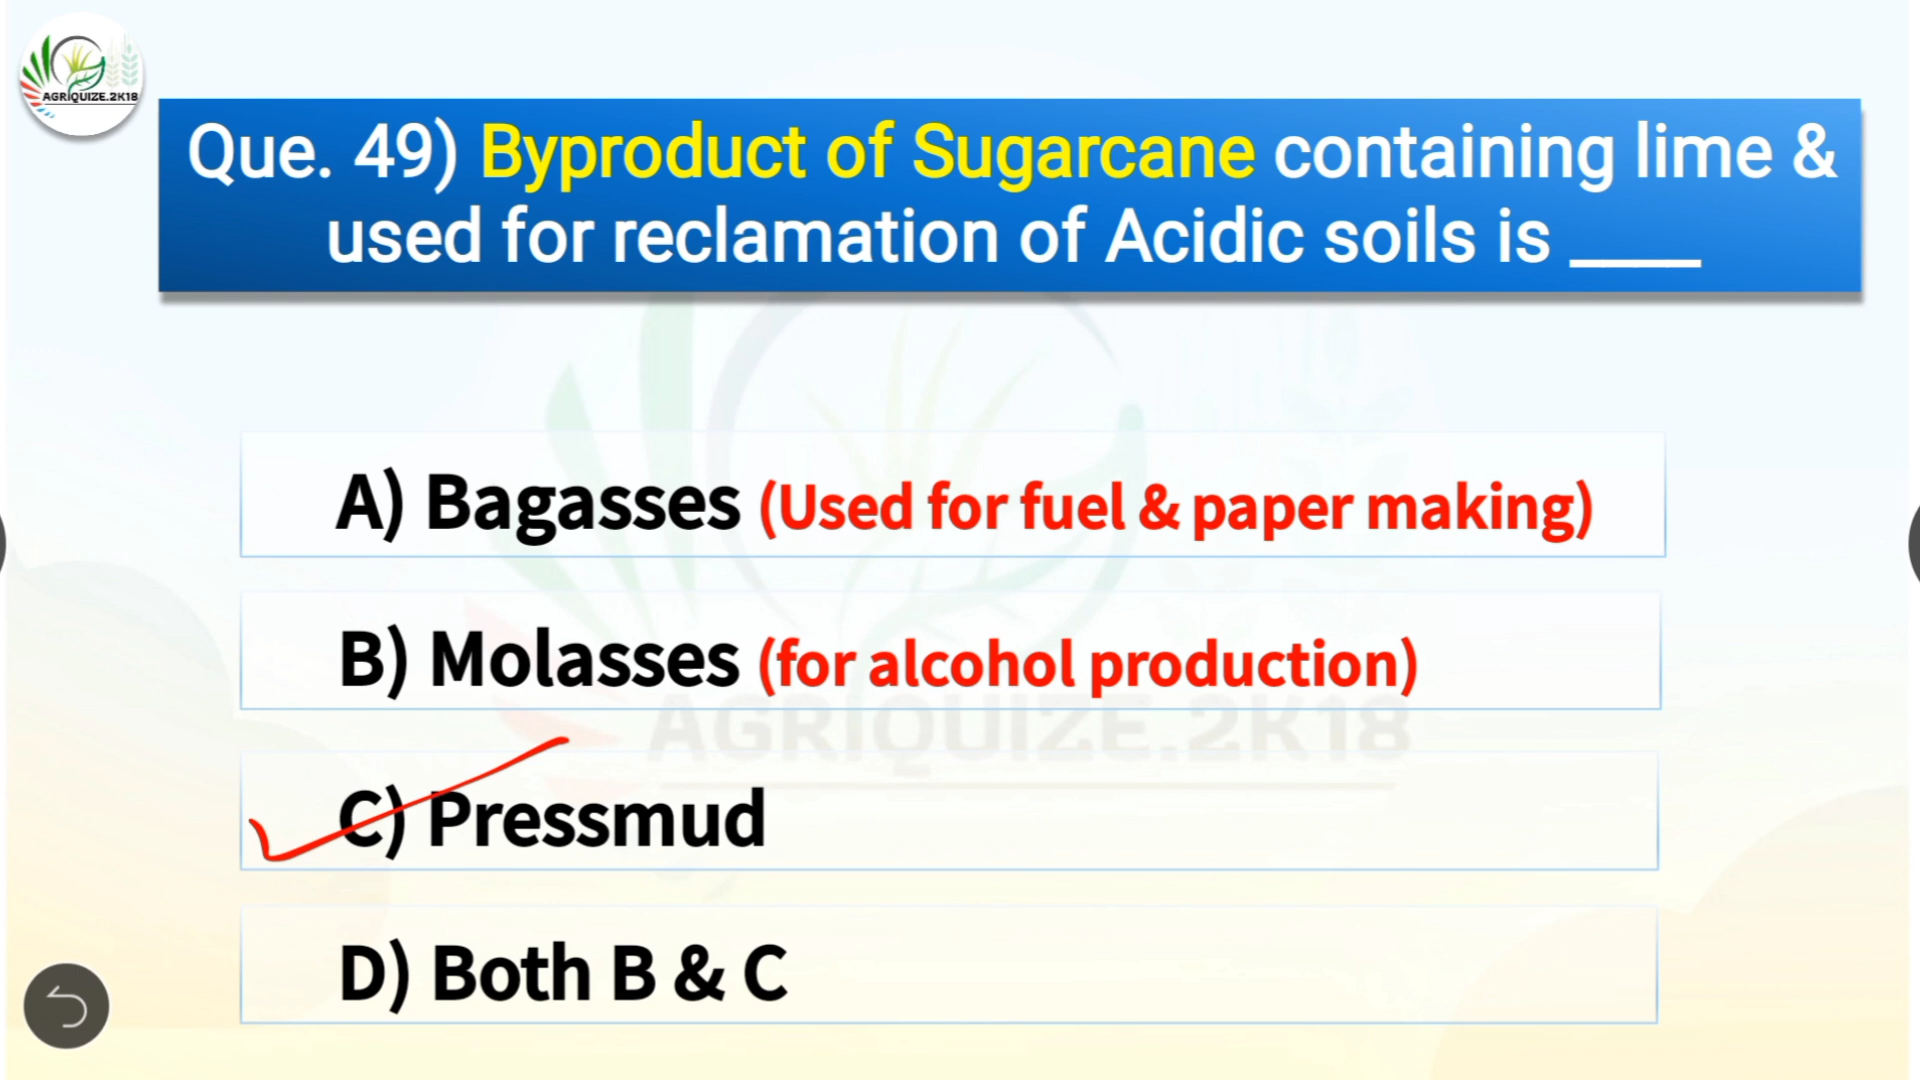 AGRIQUIZE.2K18
Que. 49) Byproduct of Sugarcane containing lime &
used for reclamation of Acidic soils is ____
A) Bagasses (Used for fuel & paper making)
B) Molasses (for alcohol production)
AGRIQUIZE.2K18
C) Pressmud
D) Both B & C